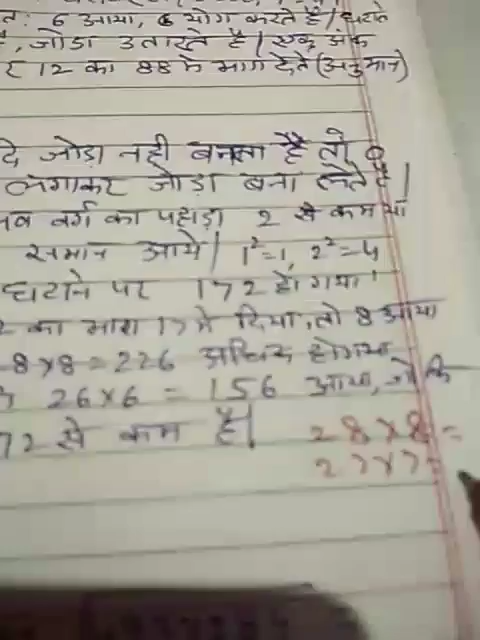 तः 6 आया, 6 योग करते है / घटाने
है, जोड़ा उतारते है / एक अंक
12 का 88 मे भाग देते (अनुमान)
दि जोड़ा नही बनता है तो 0
लगाकर जोड़ा बना लेते है /
वर्ग का पहाड़ा 2 से कम या
समान आये / 1²=1, 2²=4
घटाने पर 172 हो गया
का भाग 17 मे दिया, तो 8 आया
8×8=226 अधिक होगया
26×6 = 156 आया, जो कि
72 से कम है।
28×8=
27×7=